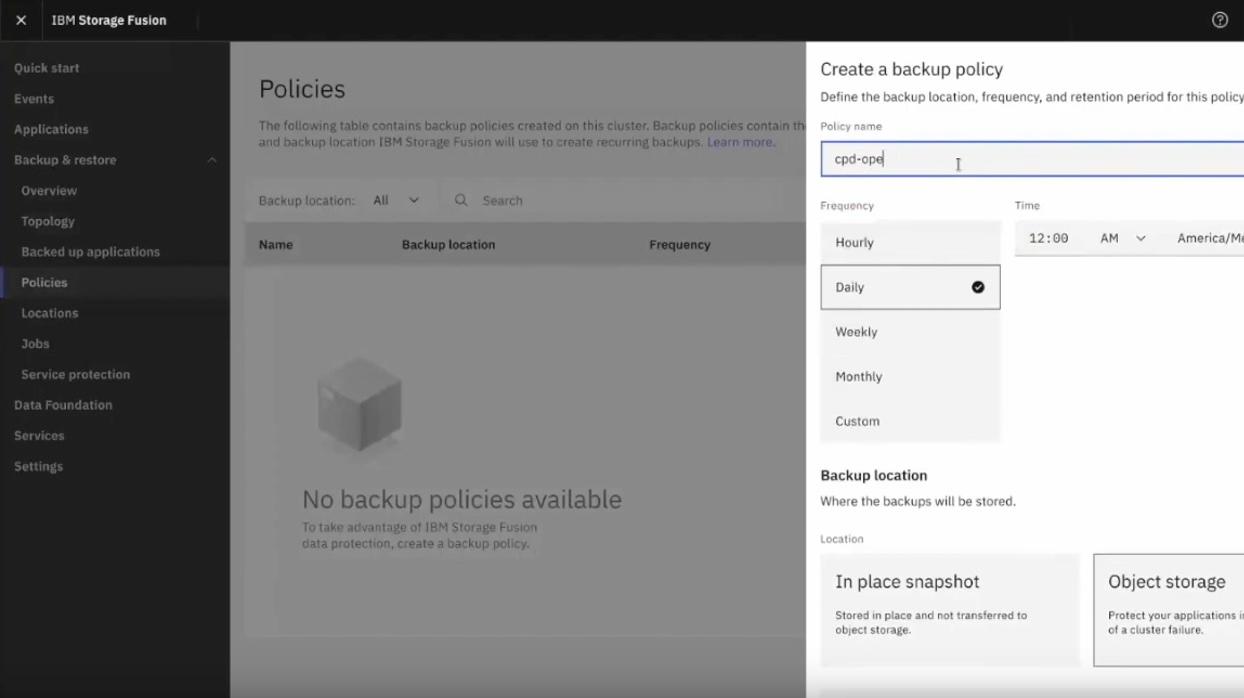 IBM Storage Fusion
Quick start
Events
Applications
Backup & restore
Overview
Topology
Backed up applications
Policies
Locations
Jobs
Service protection
Data Foundation
Services
Settings
Policies
The following table contains backup policies created on this cluster. Backup policies contain th
and backup location IBM Storage Fusion will use to create recurring backups. Learn more.
Backup location: All
Search
Name Backup location Frequency
No backup policies available
To take advantage of IBM Storage Fusion
data protection, create a backup policy.
Create a backup policy
Define the backup location, frequency, and retention period for this policy
Policy name
cpd-ope
Frequency
Hourly
Daily
Weekly
Monthly
Custom
Time
12:00 AM America/Me
Backup location
Where the backups will be stored.
Location
In place snapshot
Stored in place and not transferred to
object storage.
Object storage
Protect your applications i
of a cluster failure.